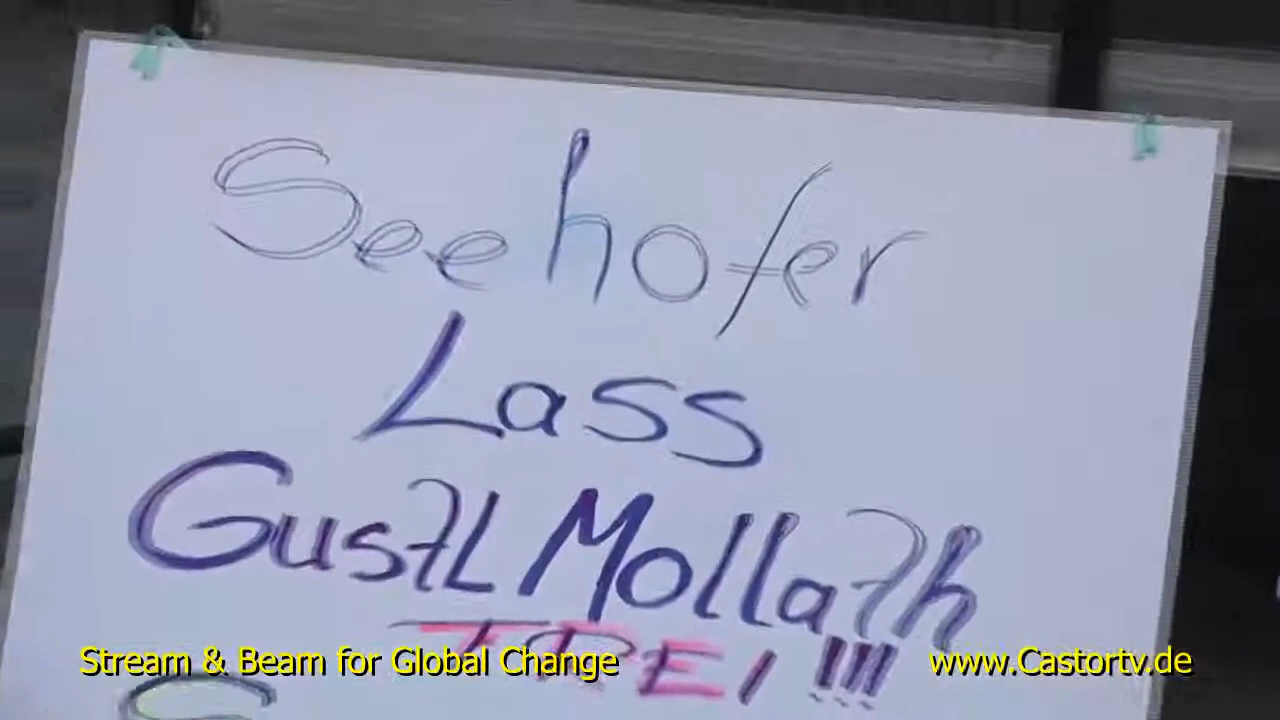 Seehofer
Lass
Gustl Mollath
FREI !!!
Stream & Beam for Global Change
www.Castortv.de